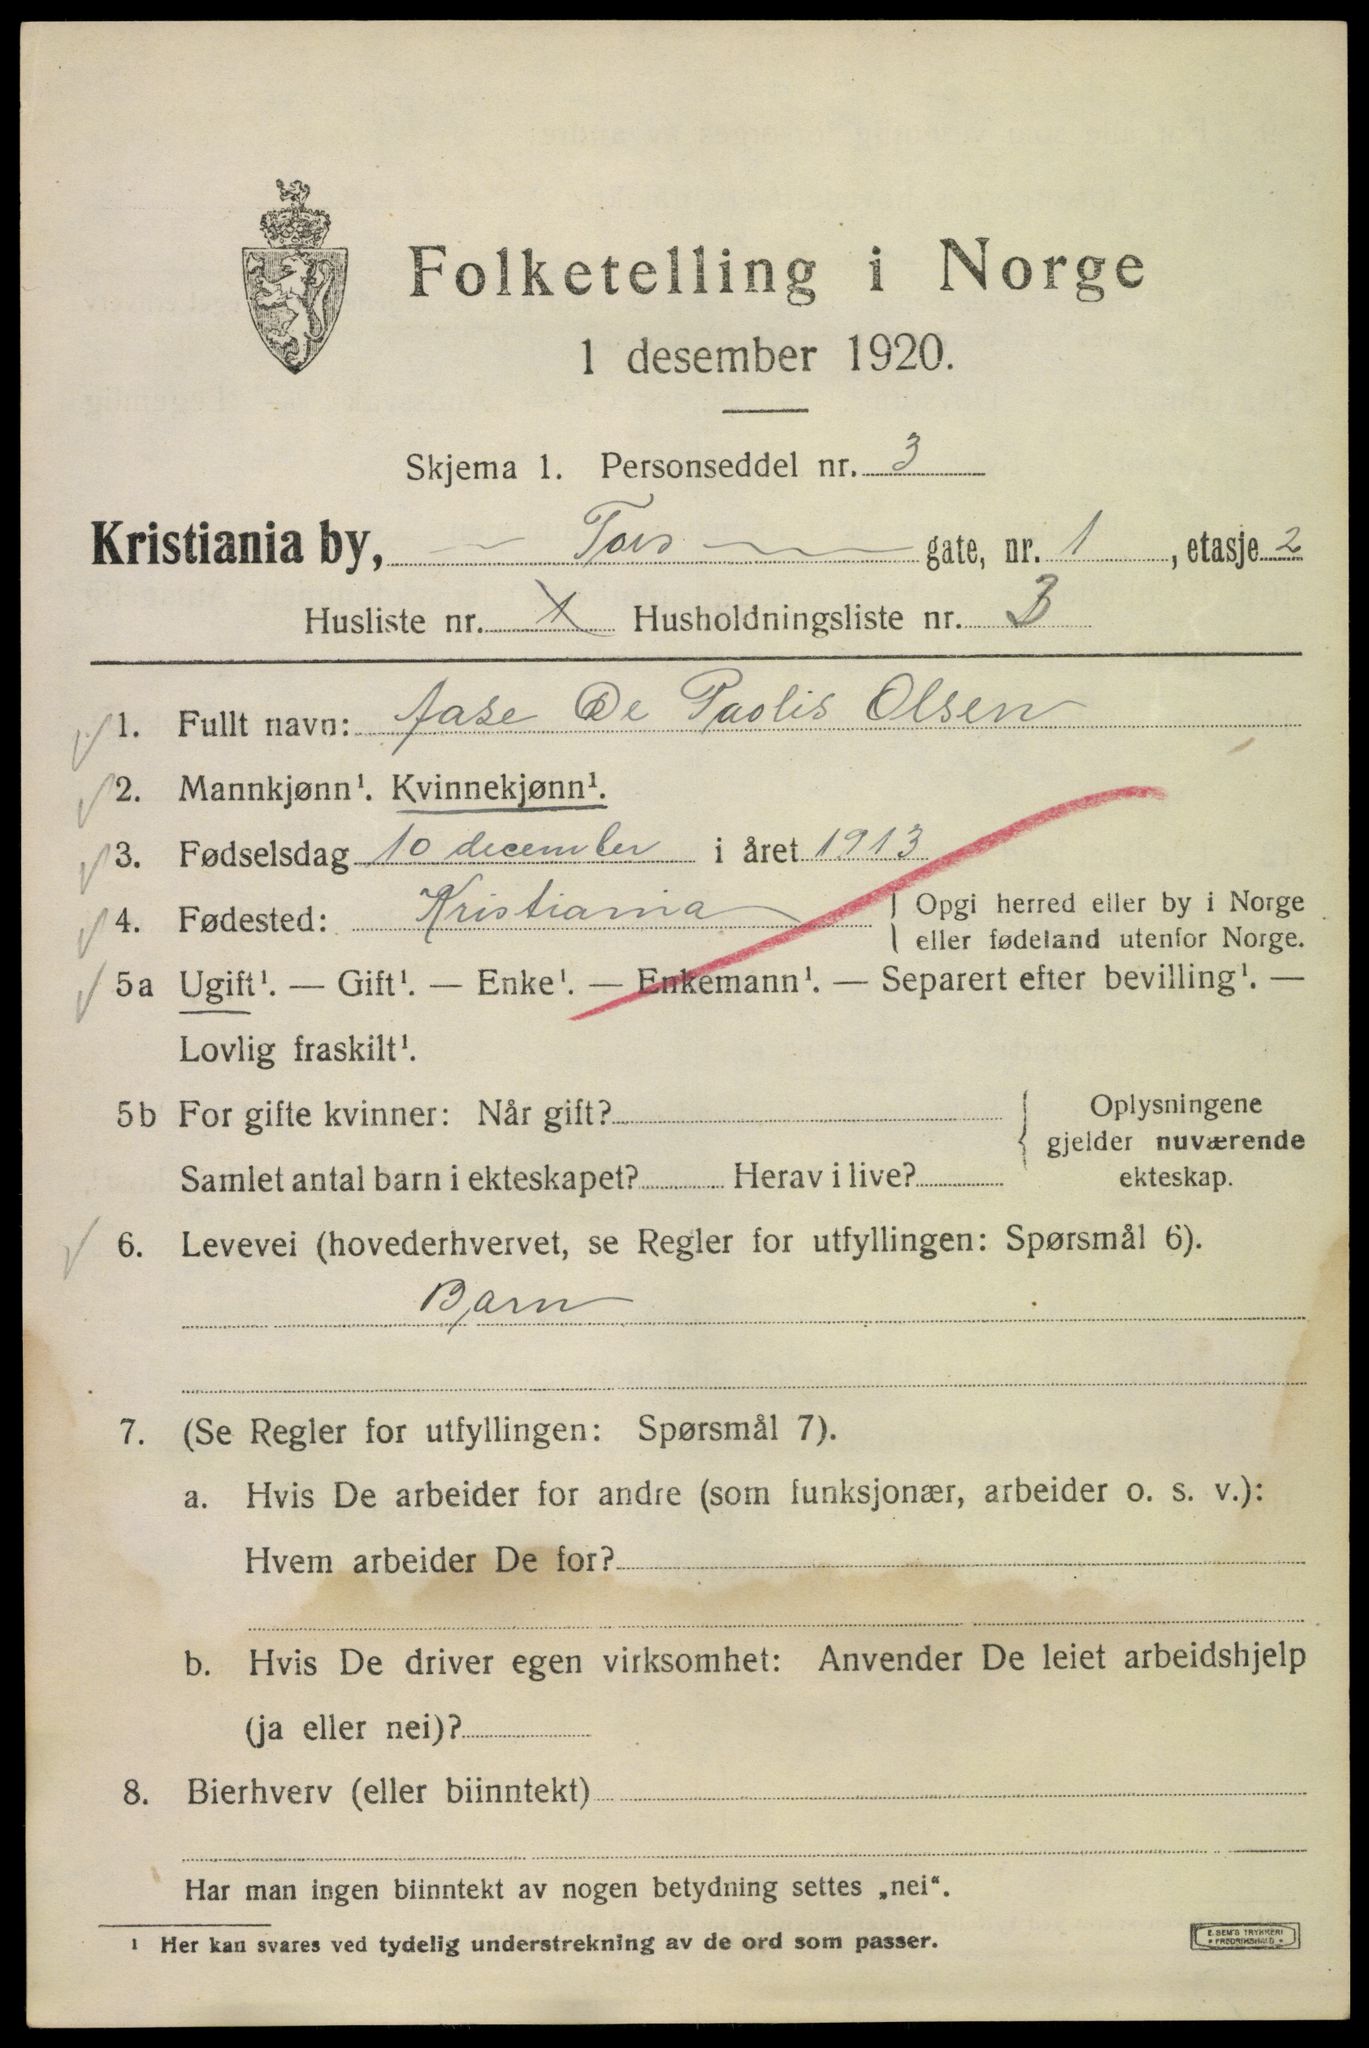 Folketelling i Norge
1 desember 1920.
Skjema 1. Personseddel nr. 3
Kristiania by, Tors gate, nr. 1, etasje 2
Husliste nr. 1 Husholdningsliste nr. 3
1. Fullt navn: Aase De Paolis Olsen
2. Mannkjønn¹. Kvinnekjønn¹.
3. Fødselsdag 10 december i året 1913
4. Fødested: Kristiania { Opgi herred eller by i Norge
eller fødeland utenfor Norge.
5a Ugift¹. — Gift¹. — Enke¹. — Enkemann¹. — Separert efter bevilling¹. —
Lovlig fraskilt¹.
5b For gifte kvinner: Når gift? { Oplysningene
gjelder nuværende
Samlet antal barn i ekteskapet? Herav i live? ekteskap.
6. Levevei (hovederhvervet, se Regler for utfyllingen: Spørsmål 6).
Barn
7. (Se Regler for utfyllingen: Spørsmål 7).
a. Hvis De arbeider for andre (som funksjonær, arbeider o. s. v.):
Hvem arbeider De for?
b. Hvis De driver egen virksomhet: Anvender De leiet arbeidshjelp
(ja eller nei)?
8. Bierhverv (eller biinntekt)
Har man ingen biinntekt av nogen betydning settes „nei“.
¹ Her kan svares ved tydelig understrekning av de ord som passer.
E. SEM'S TRYKKERI
* FREDRIKSHALD *